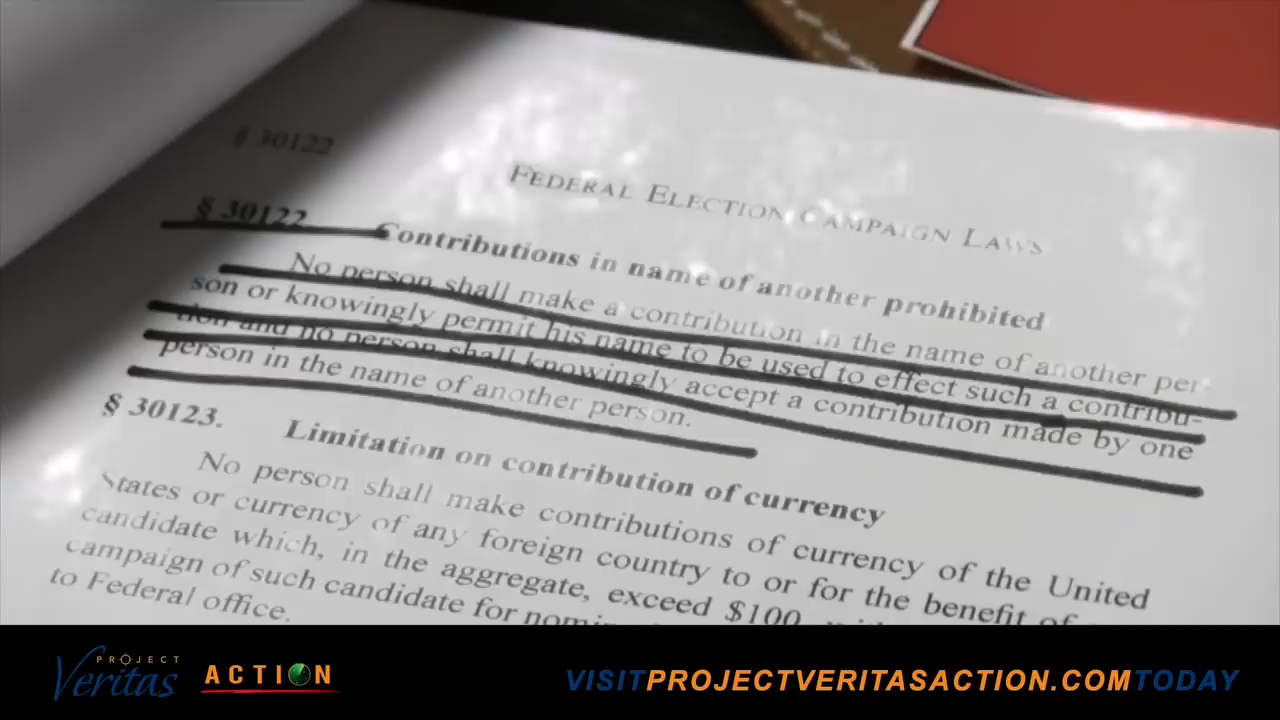 § 30122
FEDERAL ELECTION CAMPAIGN LAWS
§ 30122 Contributions in name of another prohibited
No person shall make a contribution in the name of another per-
son or knowingly permit his name to be used to effect such a contribu-
tion and no person shall knowingly accept a contribution made by one
person in the name of another person.
§ 30123. Limitation on contribution of currency
No person shall make contributions of currency of the United
States or currency of any foreign country to or for the benefit of
candidate which, in the aggregate, exceed $100,
campaign of such candidate for
to Federal office.
PROJECT
Veritas ACTION
VISITPROJECTVERITASACTION.COMTODAY